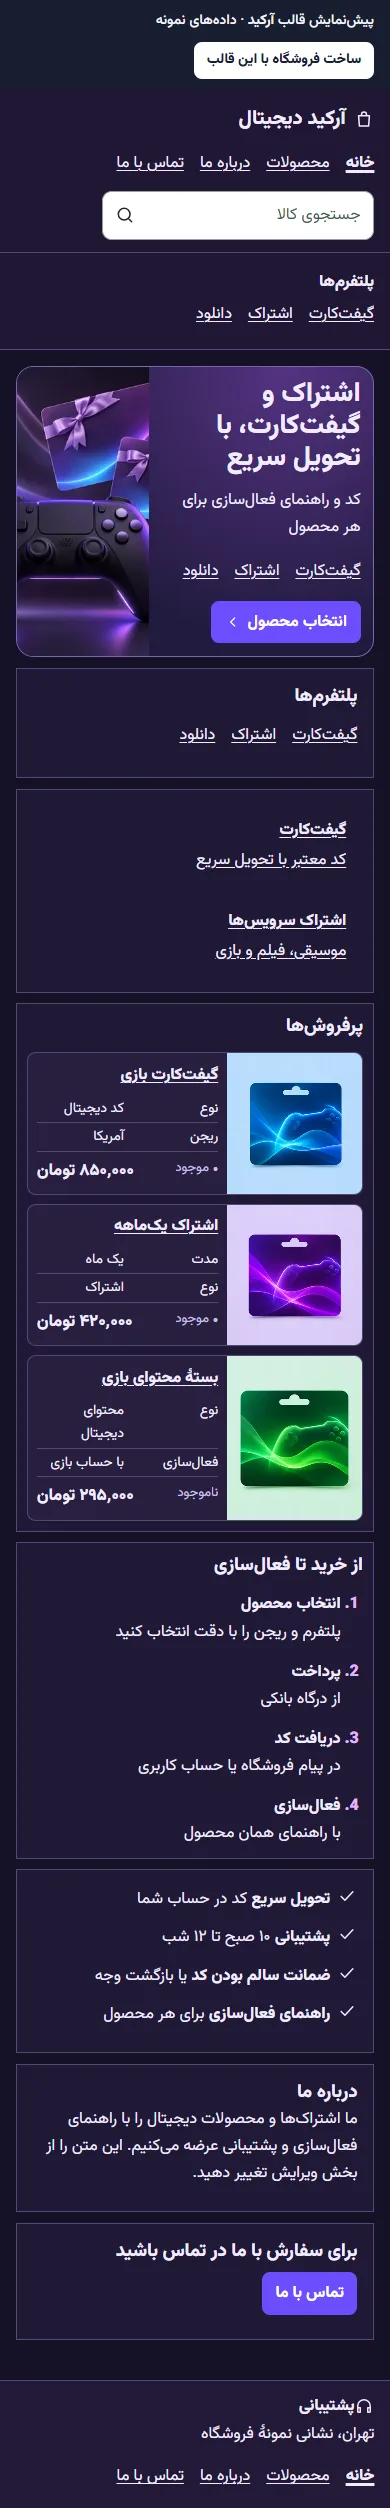 پیش‌نمایش قالب آرکید · داده‌های نمونه
ساخت فروشگاه با این قالب
آرکید دیجیتال
خانه محصولات درباره ما تماس با ما
جستجوی کالا
پلتفرم‌ها
گیفت‌کارت اشتراک دانلود
اشتراک و
گیفت‌کارت، با
تحویل سریع
کد و راهنمای فعال‌سازی برای
هر محصول
گیفت‌کارت اشتراک دانلود
انتخاب محصول
پلتفرم‌ها
گیفت‌کارت اشتراک دانلود
گیفت‌کارت
کد معتبر با تحویل سریع
اشتراک سرویس‌ها
موسیقی، فیلم و بازی
پرفروش‌ها
گیفت‌کارت بازی
نوع کد دیجیتال
ریجن آمریکا
• موجود ۸۵۰,۰۰۰ تومان
اشتراک یک‌ماهه
مدت یک ماه
نوع اشتراک
• موجود ۴۲۰,۰۰۰ تومان
بستهٔ محتوای بازی
نوع محتوای
دیجیتال
فعال‌سازی با حساب بازی
ناموجود ۲۹۵,۰۰۰ تومان
از خرید تا فعال‌سازی
1. انتخاب محصول
پلتفرم و ریجن را با دقت انتخاب کنید
2. پرداخت
از درگاه بانکی
3. دریافت کد
در پیام فروشگاه یا حساب کاربری
4. فعال‌سازی
با راهنمای همان محصول
تحویل سریع کد در حساب شما
پشتیبانی ۱۰ صبح تا ۱۲ شب
ضمانت سالم بودن کد یا بازگشت وجه
راهنمای فعال‌سازی برای هر محصول
درباره ما
ما اشتراک‌ها و محصولات دیجیتال را با راهنمای
فعال‌سازی و پشتیبانی عرضه می‌کنیم. این متن را از
بخش ویرایش تغییر دهید.
برای سفارش با ما در تماس باشید
تماس با ما
پشتیبانی
تهران، نشانی نمونهٔ فروشگاه
خانه محصولات درباره ما تماس با ما